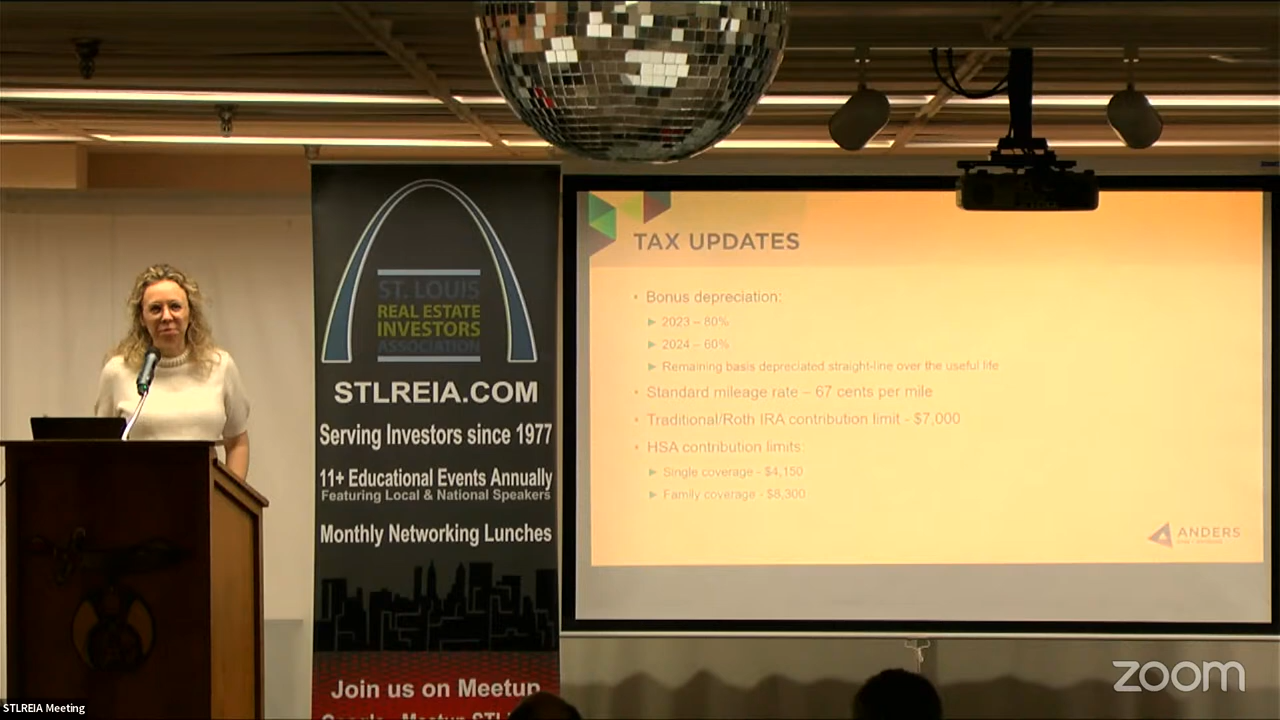 ST. LOUIS
REAL ESTATE
INVESTORS
ASSOCIATION
STLREIA.COM
Serving Investors since 1977
11+ Educational Events Annually
Featuring Local & National Speakers
Monthly Networking Lunches
Join us on Meetup
TAX UPDATES
• Bonus depreciation:
► 2023 – 80%
► 2024 – 60%
► Remaining basis depreciated straight-line over the useful life
• Standard mileage rate – 67 cents per mile
• Traditional/Roth IRA contribution limit - $7,000
• HSA contribution limits:
► Single coverage - $4,150
► Family coverage - $8,300
ANDERS
zoom
STLREIA Meeting